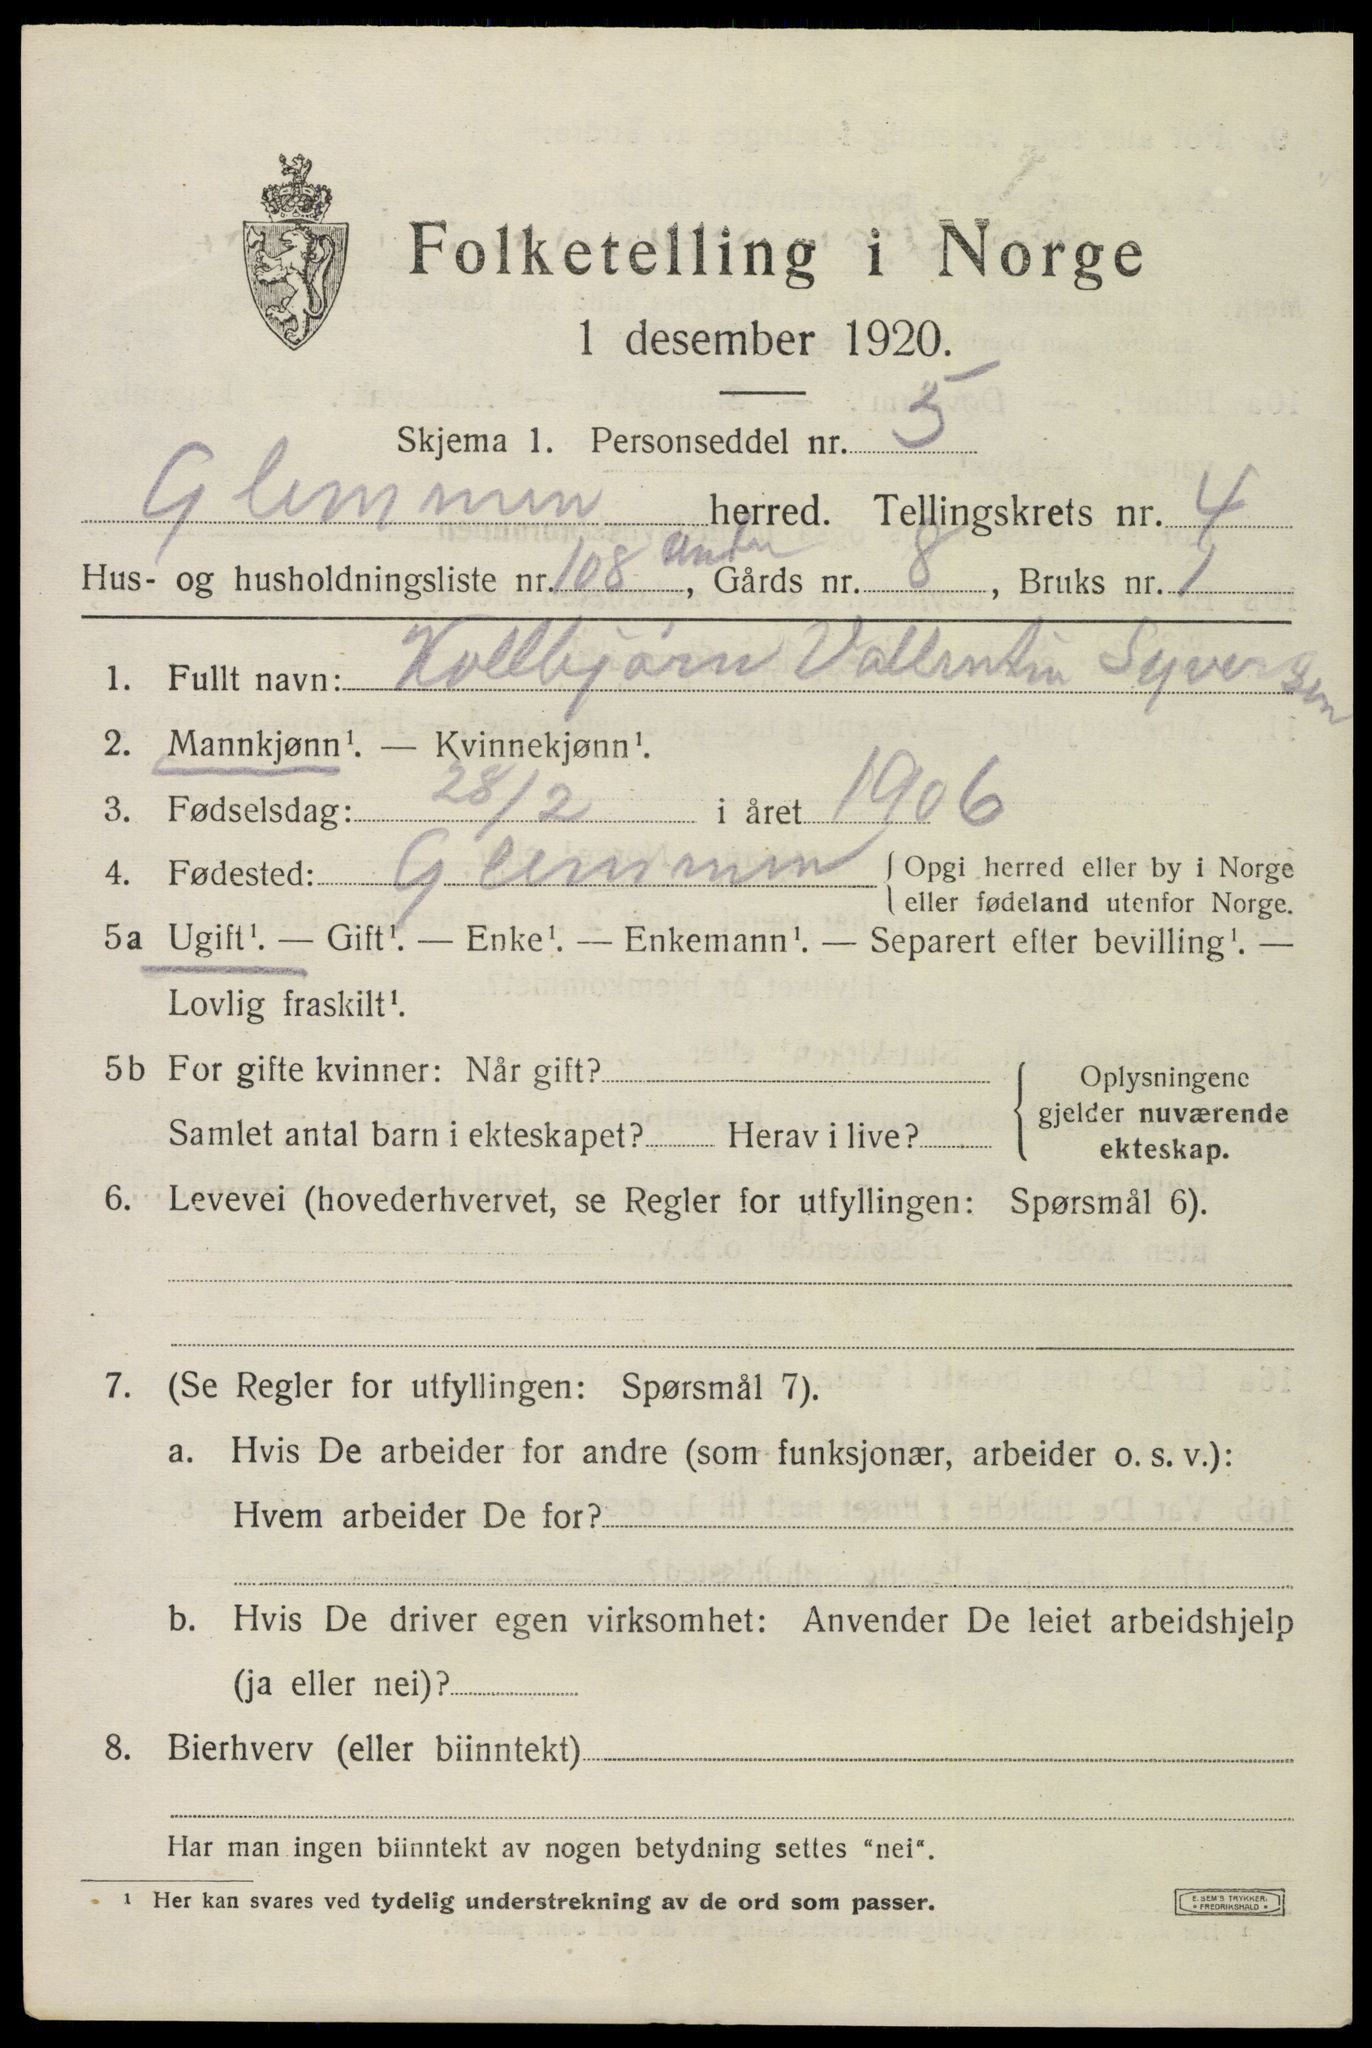 Folketelling i Norge
1 desember 1920.
Skjema 1. Personseddel nr. 5
Glemmen herred. Tellingskrets nr. 4
Hus- og husholdningsliste nr. 108 under, Gårds nr. 8, Bruks nr. 1
1. Fullt navn: Kollbjørn Vallentin Syversen
2. Mannkjønn¹. — Kvinnekjønn¹.
3. Fødselsdag: 28/2 i året 1906
4. Fødested: Glemmen { Opgi herred eller by i Norge
eller fødeland utenfor Norge.
5a Ugift¹. — Gift¹. — Enke¹. — Enkemann¹. — Separert efter bevilling¹. —
Lovlig fraskilt¹.
5b For gifte kvinner: Når gift? { Oplysningene
gjelder nuværende
Samlet antal barn i ekteskapet? Herav i live? ekteskap.
6. Levevei (hovederhvervet, se Regler for utfyllingen: Spørsmål 6).
7. (Se Regler for utfyllingen: Spørsmål 7).
a. Hvis De arbeider for andre (som funksjonær, arbeider o. s. v.):
Hvem arbeider De for?
b. Hvis De driver egen virksomhet: Anvender De leiet arbeidshjelp
(ja eller nei)?
8. Bierhverv (eller biinntekt)
Har man ingen biinntekt av nogen betydning settes "nei".
¹ Her kan svares ved tydelig understrekning av de ord som passer.
E. SEM'S TRYKKERI
* FREDRIKSHALD *